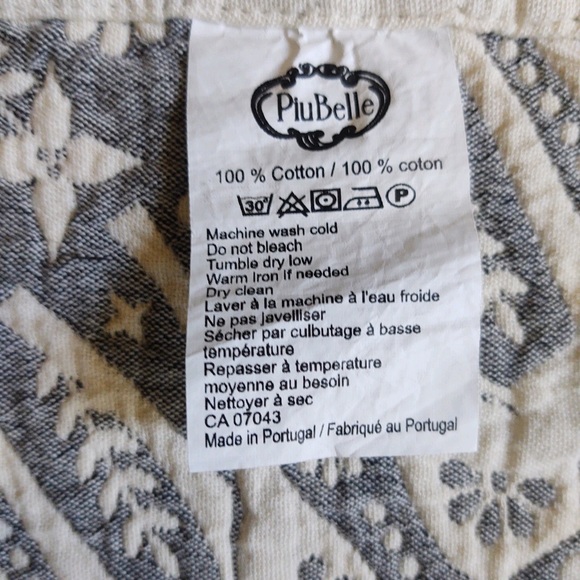 PiuBelle
100 % Cotton / 100 % coton
30° P
Machine wash cold
Do not bleach
Tumble dry low
Warm Iron if needed
Dry clean
Laver à la machine à l'eau froide
Ne pas javelliser
Sécher par culbutage à basse
température
Repasser à température
moyenne au besoin
Nettoyer à sec
CA 07043
Made in Portugal / Fabriqué au Portugal